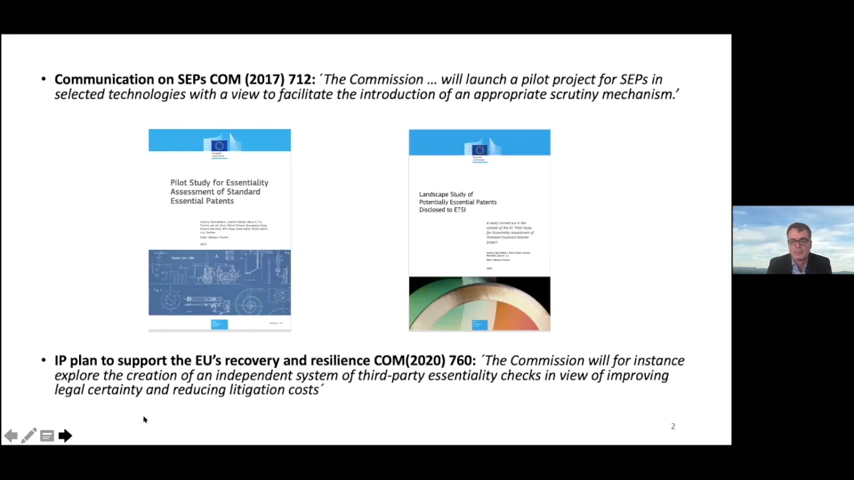 • Communication on SEPs COM (2017) 712: ´The Commission … will launch a pilot project for SEPs in
selected technologies with a view to facilitate the introduction of an appropriate scrutiny mechanism.’
Pilot Study for Essentiality
Assessment of Standard
Essential Patents
Landscape Study of
Potentially Essential Patents
Disclosed to ETSI
• IP plan to support the EU’s recovery and resilience COM(2020) 760: ´The Commission will for instance
explore the creation of an independent system of third-party essentiality checks in view of improving
legal certainty and reducing litigation costs´
2